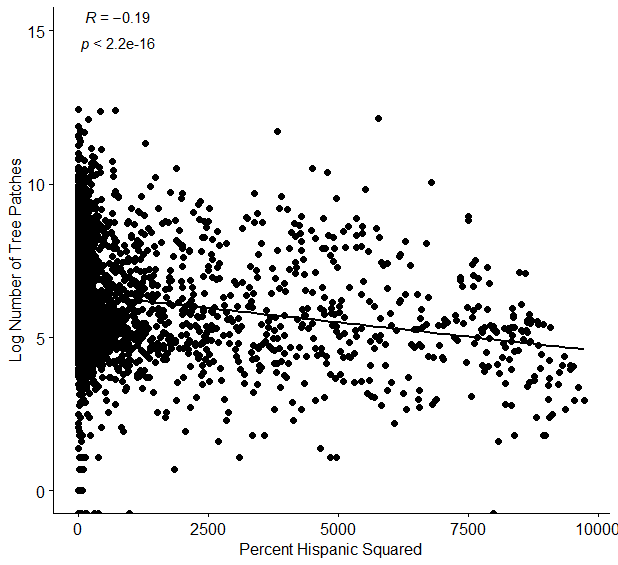 R = −0.19
p < 2.2e-16
15
10
5
0
Log Number of Tree Patches
0 2500 5000 7500 10000
Percent Hispanic Squared